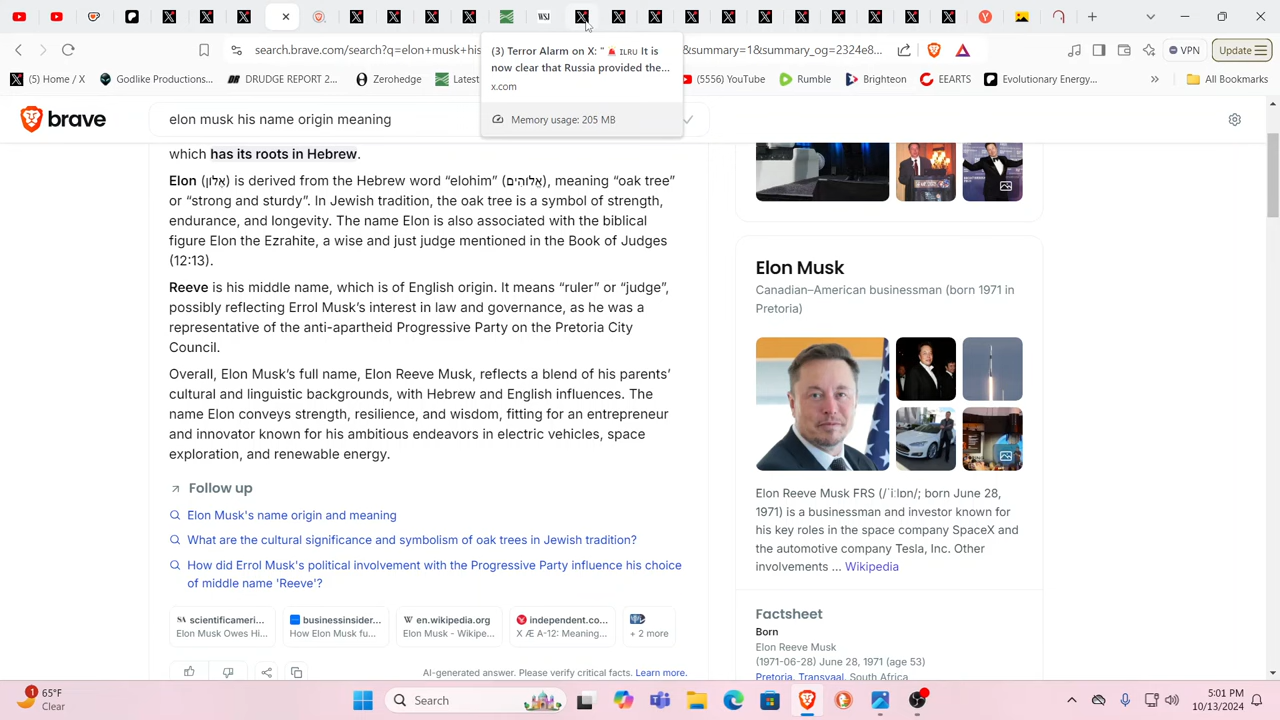 search.brave.com/search?q=elon+musk+his
summary=1&summary_og=2324e8...
VPN
Update
(3) Terror Alarm on X: "🚨 ILRU It is
now clear that Russia provided the...
x.com
Memory usage: 205 MB
(5) Home / X
Godlike Productions...
DRUDGE REPORT 2...
Zerohedge
Latest
(5556) YouTube
Rumble
Brighteon
EEARTS
Evolutionary Energy...
All Bookmarks
WSJ
brave
elon musk his name origin meaning
which has its roots in Hebrew.
Elon (אֵלוֹן) is derived from the Hebrew word “elohim” (אֱלוֹהִים), meaning “oak tree”
or “strong and sturdy”. In Jewish tradition, the oak tree is a symbol of strength,
endurance, and longevity. The name Elon is also associated with the biblical
figure Elon the Ezrahite, a wise and just judge mentioned in the Book of Judges
(12:13).
Reeve is his middle name, which is of English origin. It means “ruler” or “judge”,
possibly reflecting Errol Musk’s interest in law and governance, as he was a
representative of the anti-apartheid Progressive Party on the Pretoria City
Council.
Overall, Elon Musk’s full name, Elon Reeve Musk, reflects a blend of his parents’
cultural and linguistic backgrounds, with Hebrew and English influences. The
name Elon conveys strength, resilience, and wisdom, fitting for an entrepreneur
and innovator known for his ambitious endeavors in electric vehicles, space
exploration, and renewable energy.
Follow up
Elon Musk's name origin and meaning
What are the cultural significance and symbolism of oak trees in Jewish tradition?
How did Errol Musk's political involvement with the Progressive Party influence his choice
of middle name 'Reeve'?
scientificameri...
Elon Musk Owes Hi...
businessinsider...
How Elon Musk fu...
en.wikipedia.org
Elon Musk - Wikipe...
independent.co...
X Æ A-12: Meaning...
+ 2 more
AI-generated answer. Please verify critical facts. Learn more.
Elon Musk
Canadian–American businessman (born 1971 in
Pretoria)
Elon Reeve Musk FRS (/ˈiːlɒn/; born June 28,
1971) is a businessman and investor known for
his key roles in the space company SpaceX and
the automotive company Tesla, Inc. Other
involvements ... Wikipedia
Factsheet
Born
Elon Reeve Musk
(1971-06-28) June 28, 1971 (age 53)
Pretoria, Transvaal, South Africa
1
65°F
Clear
Search
5:01 PM
10/13/2024